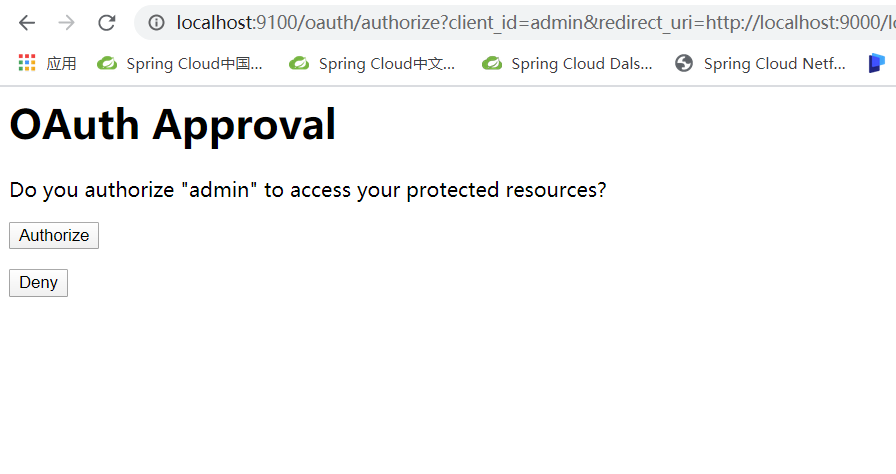 localhost:9100/oauth/authorize?client_id=admin&redirect_uri=http://localhost:9000/l
应用 Spring Cloud中国... Spring Cloud中文... Spring Cloud Dals... Spring Cloud Netf...
OAuth Approval
Do you authorize "admin" to access your protected resources?
Authorize
Deny